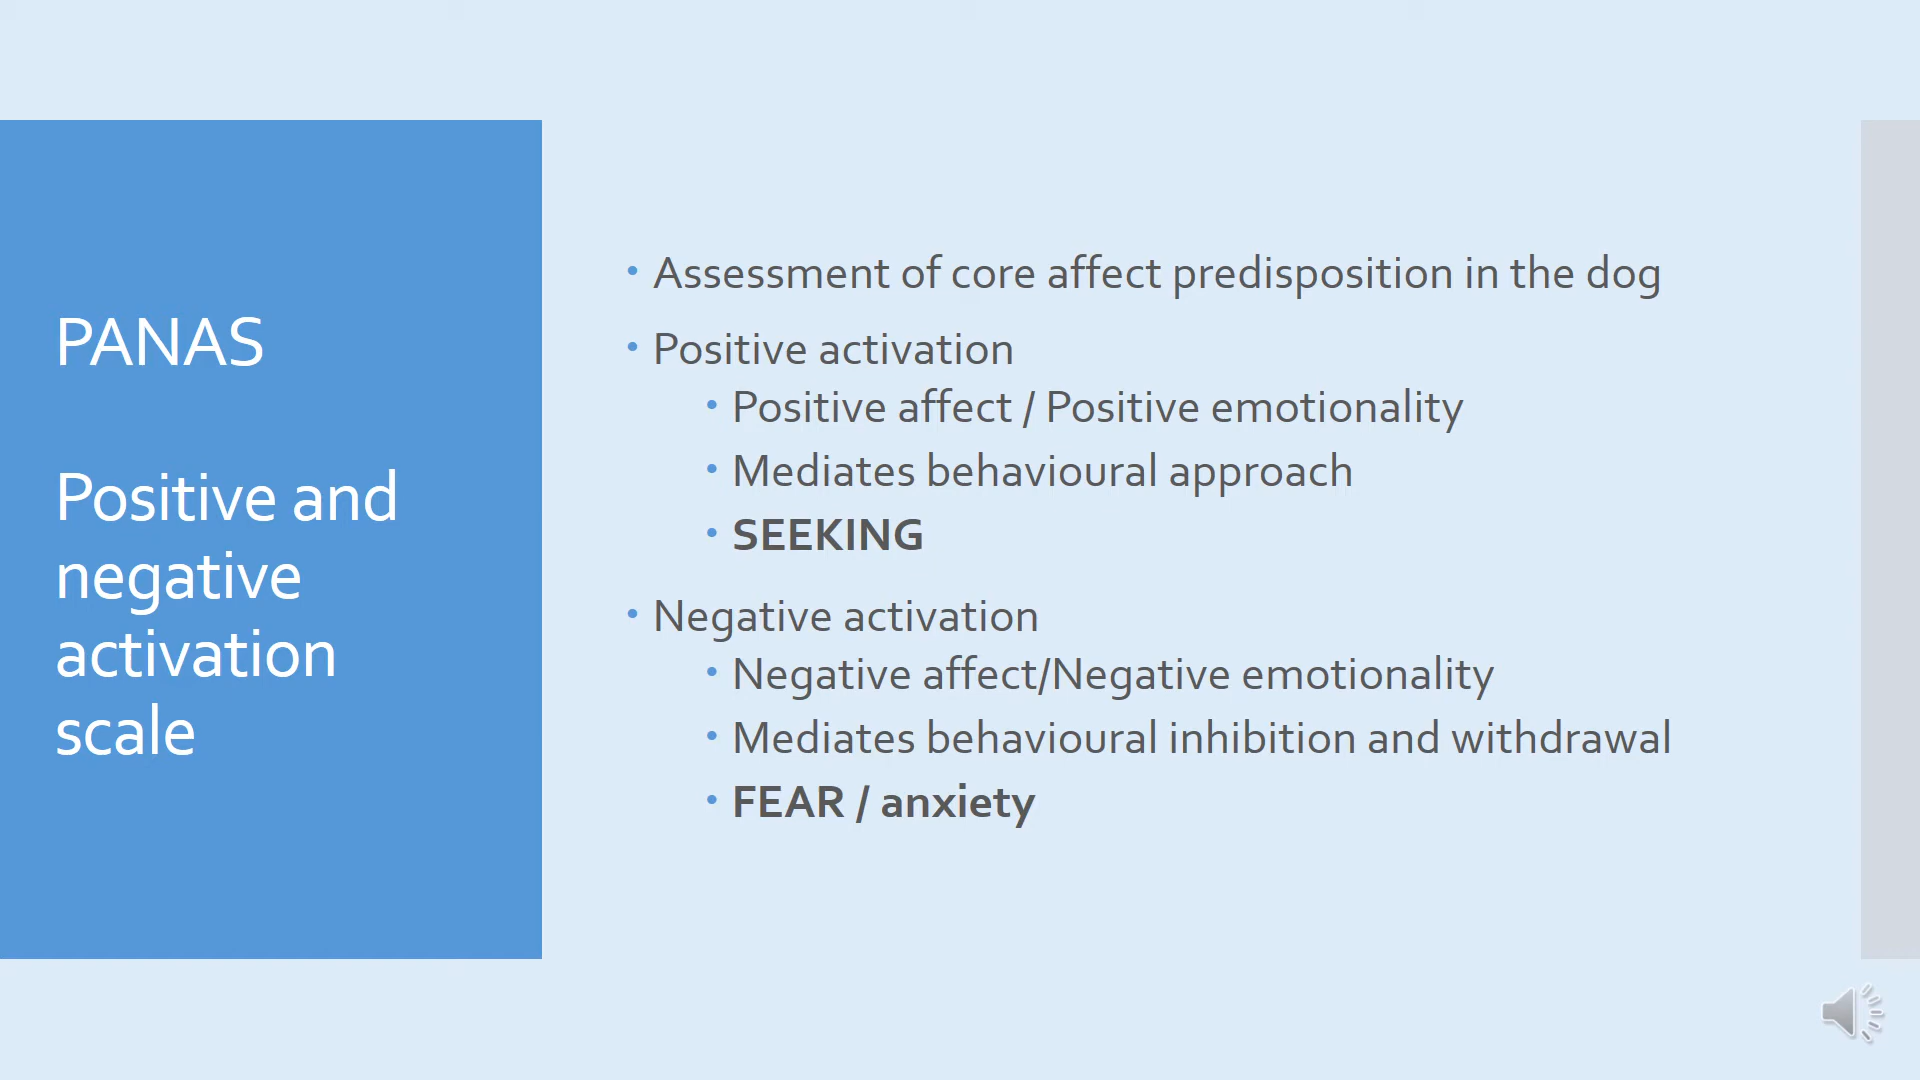 PANAS
Positive and
negative
activation
scale
• Assessment of core affect predisposition in the dog
• Positive activation
• Positive affect / Positive emotionality
• Mediates behavioural approach
• SEEKING
• Negative activation
• Negative affect/Negative emotionality
• Mediates behavioural inhibition and withdrawal
• FEAR / anxiety